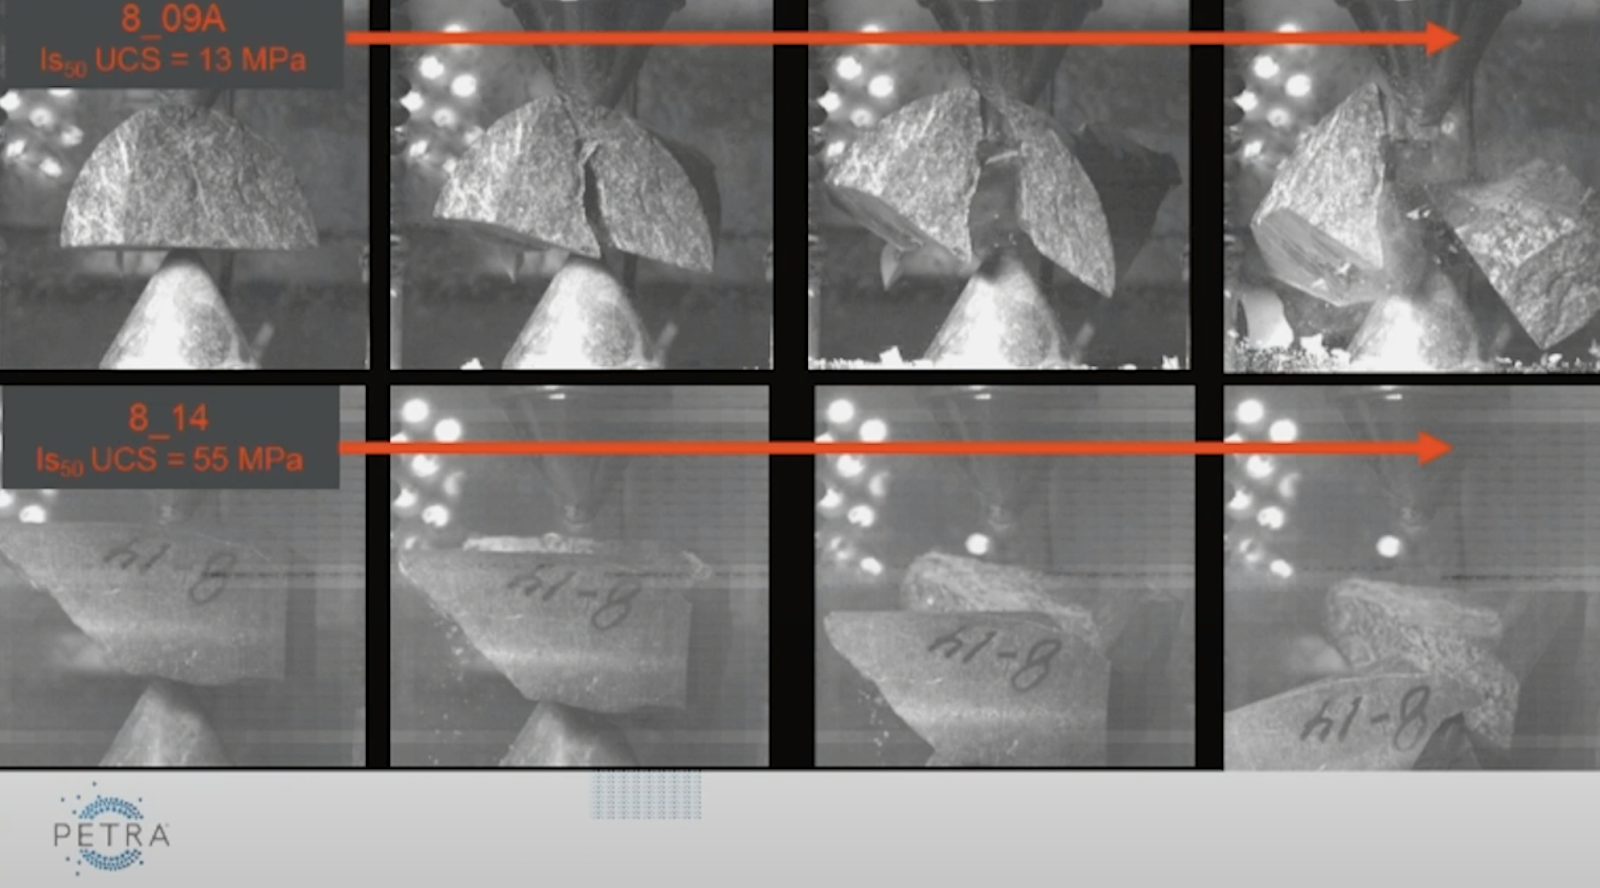 8_09A
Is₅₀ UCS = 13 MPa
8_14
Is₅₀ UCS = 55 MPa
8-14
8-14
8-14
8-14
PETRA